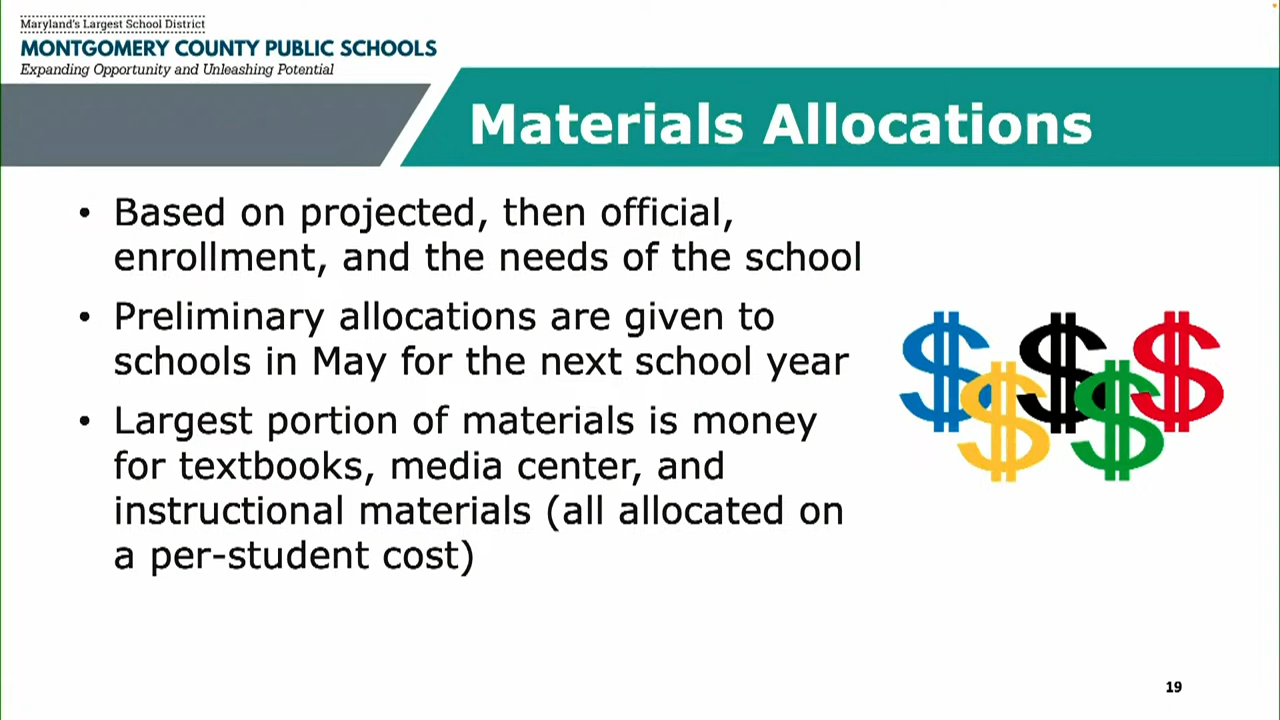 Maryland's Largest School District
MONTGOMERY COUNTY PUBLIC SCHOOLS
Expanding Opportunity and Unleashing Potential
Materials Allocations
• Based on projected, then official,
enrollment, and the needs of the school
• Preliminary allocations are given to
schools in May for the next school year
• Largest portion of materials is money
for textbooks, media center, and
instructional materials (all allocated on
a per-student cost)
$ $ $
$ $
19